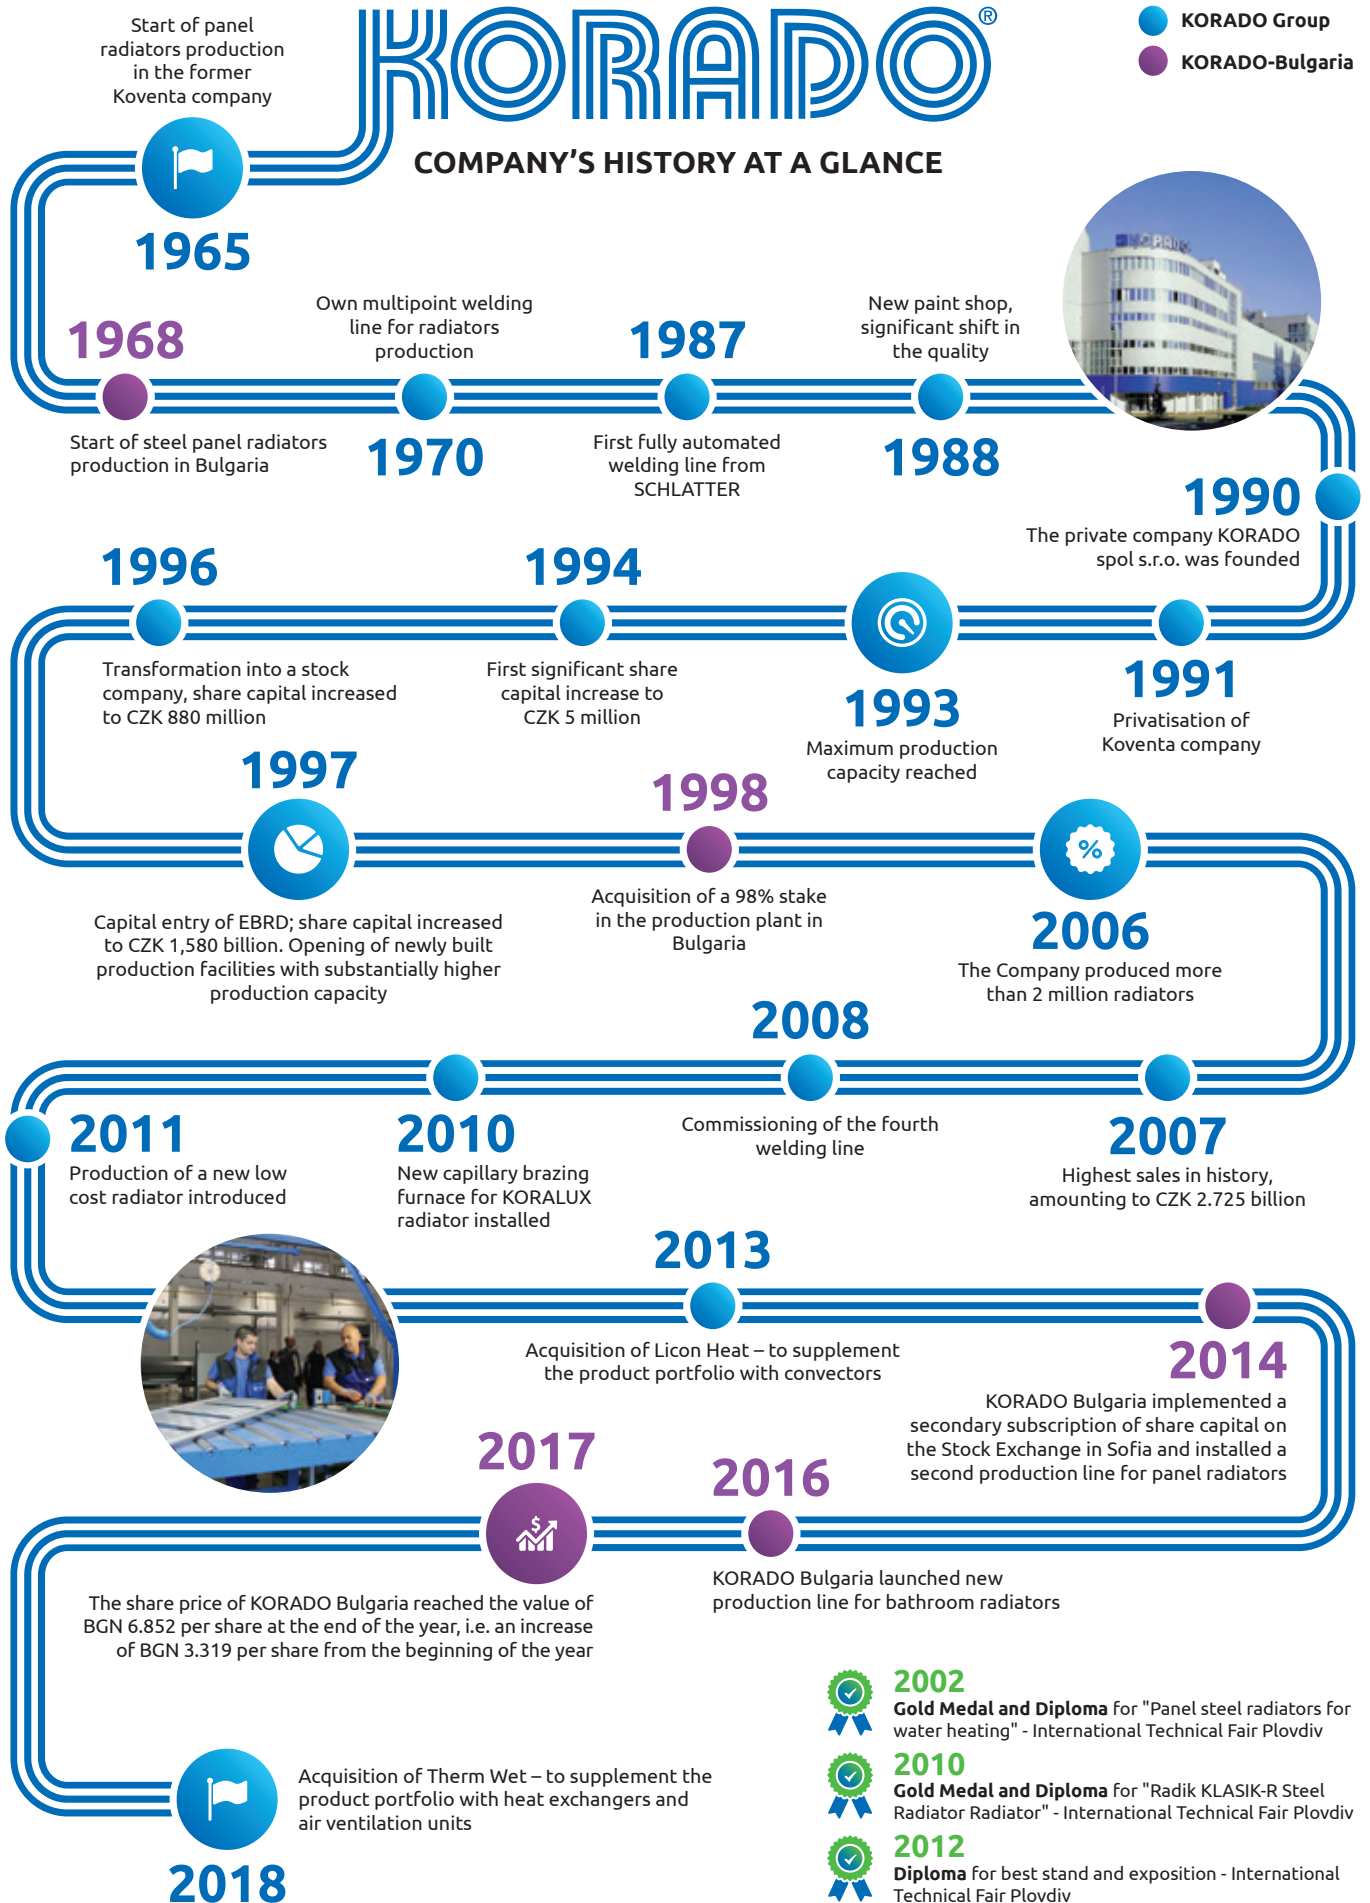 KORADO®
KORADO Group
KORADO-Bulgaria
COMPANY'S HISTORY AT A GLANCE
Start of panel
radiators production
in the former
Koventa company
1965
KORADO
1968
Start of steel panel radiators
production in Bulgaria
Own multipoint welding
line for radiators
production
1970
1987
First fully automated
welding line from
SCHLATTER
New paint shop,
significant shift in
the quality
1988
1990
The private company KORADO
spol s.r.o. was founded
1991
Privatisation of
Koventa company
1993
Maximum production
capacity reached
1994
First significant share
capital increase to
CZK 5 million
1996
Transformation into a stock
company, share capital increased
to CZK 880 million
1997
Capital entry of EBRD; share capital increased
to CZK 1,580 billion. Opening of newly built
production facilities with substantially higher
production capacity
1998
Acquisition of a 98% stake
in the production plant in
Bulgaria
%
2006
The Company produced more
than 2 million radiators
2007
Highest sales in history,
amounting to CZK 2.725 billion
2008
Commissioning of the fourth
welding line
2010
New capillary brazing
furnace for KORALUX
radiator installed
2011
Production of a new low
cost radiator introduced
2013
Acquisition of Licon Heat – to supplement
the product portfolio with convectors
2014
KORADO Bulgaria implemented a
secondary subscription of share capital on
the Stock Exchange in Sofia and installed a
second production line for panel radiators
2016
KORADO Bulgaria launched new
production line for bathroom radiators
2017
$
The share price of KORADO Bulgaria reached the value of
BGN 6.852 per share at the end of the year, i.e. an increase
of BGN 3.319 per share from the beginning of the year
2018
Acquisition of Therm Wet – to supplement the
product portfolio with heat exchangers and
air ventilation units
2002
Gold Medal and Diploma for "Panel steel radiators for
water heating" - International Technical Fair Plovdiv
2010
Gold Medal and Diploma for "Radik KLASIK-R Steel
Radiator Radiator" - International Technical Fair Plovdiv
2012
Diploma for best stand and exposition - International
Technical Fair Plovdiv